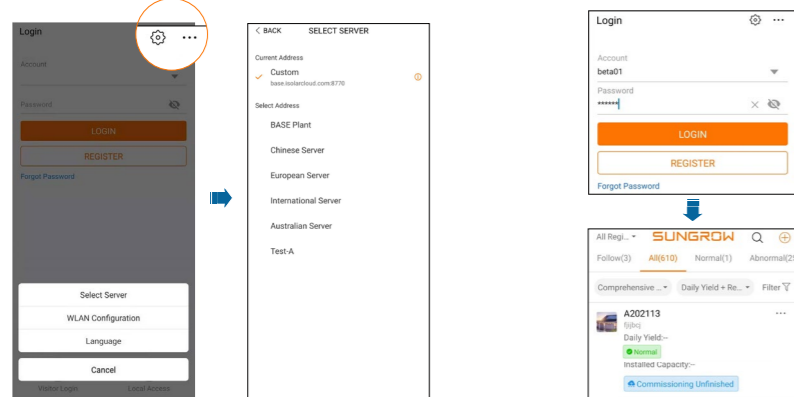 Login
Account
Password
LOGIN
REGISTER
Forgot Password
Select Server
WLAN Configuration
Language
Cancel
Visitor Login Local Access
< BACK SELECT SERVER
Current Address
Custom
base.isolarcloud.com:8770
Select Address
BASE Plant
Chinese Server
European Server
International Server
Australian Server
Test-A
Login
Account
beta01
Password
******
LOGIN
REGISTER
Forgot Password
All Regi... SUNGROW
Follow(3) All(610) Normal(1) Abnormal(2
Comprehensive ... Daily Yield + Re... Filter
A202113
fjijbcj
Daily Yield:--
Normal
Installed Capacity:--
Commissioning Unfinished